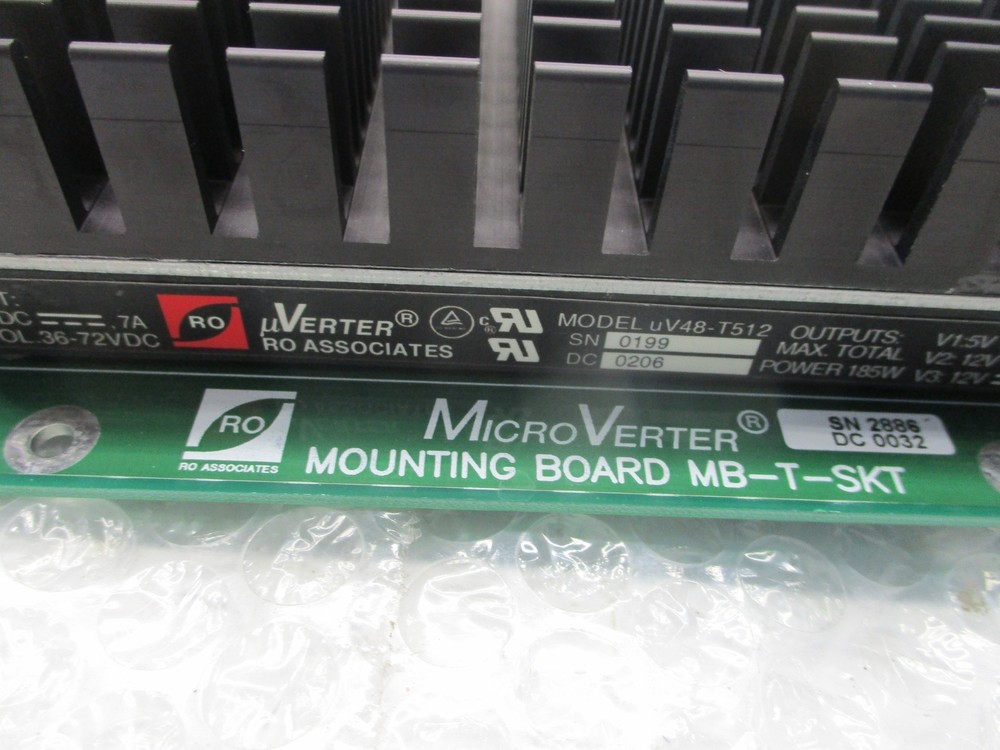 T:
DC .7A
OL.36-72VDC
RO
µVERTER®
RO ASSOCIATES
c UR ®
UR
MODEL uV48-T512
SN 0199
DC 0206
OUTPUTS: V1:5V
MAX. TOTAL V2: 12V
POWER 185W V3: 12V
RO
RO ASSOCIATES
MICROVERTER®
MOUNTING BOARD MB-T-SKT
SN 2886
DC 0032